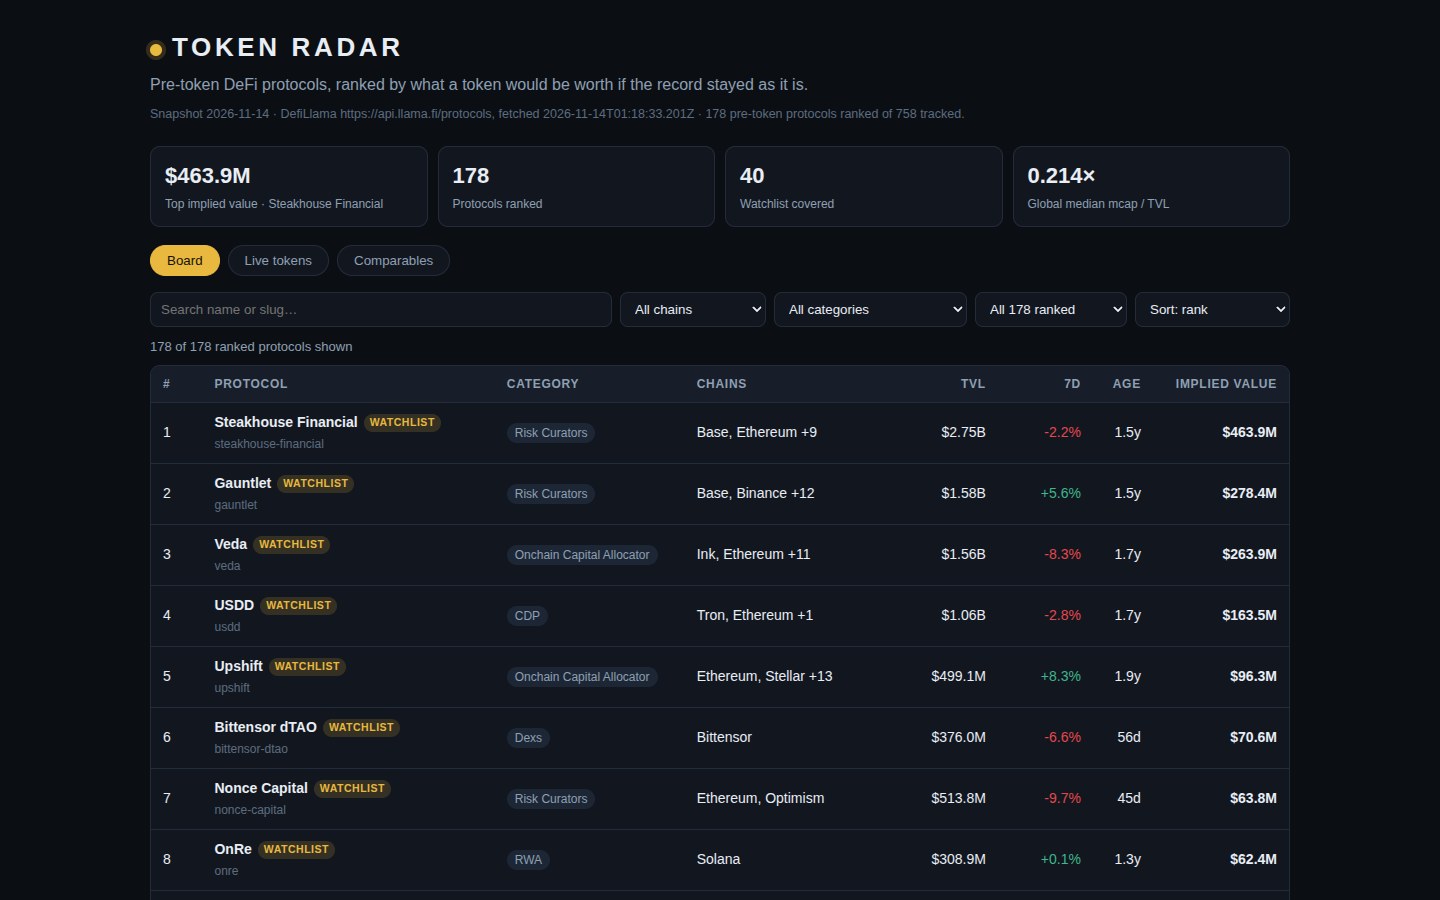 TOKEN RADAR
Pre-token DeFi protocols, ranked by what a token would be worth if the record stayed as it is.
Snapshot 2026-11-14 · DefiLlama https://api.llama.fi/protocols, fetched 2026-11-14T01:18:33.201Z · 178 pre-token protocols ranked of 758 tracked.
$463.9M
Top implied value · Steakhouse Financial
178
Protocols ranked
40
Watchlist covered
0.214×
Global median mcap / TVL
Board Live tokens Comparables
Search name or slug… All chains All categories All 178 ranked Sort: rank
178 of 178 ranked protocols shown
# PROTOCOL CATEGORY CHAINS TVL 7D AGE IMPLIED VALUE
1 Steakhouse Financial WATCHLIST Risk Curators Base, Ethereum +9 $2.75B -2.2% 1.5y $463.9M
steakhouse-financial
2 Gauntlet WATCHLIST Risk Curators Base, Binance +12 $1.58B +5.6% 1.5y $278.4M
gauntlet
3 Veda WATCHLIST Onchain Capital Allocator Ink, Ethereum +11 $1.56B -8.3% 1.7y $263.9M
veda
4 USDD WATCHLIST CDP Tron, Ethereum +1 $1.06B -2.8% 1.7y $163.5M
usdd
5 Upshift WATCHLIST Onchain Capital Allocator Ethereum, Stellar +13 $499.1M +8.3% 1.9y $96.3M
upshift
6 Bittensor dTAO WATCHLIST Dexs Bittensor $376.0M -6.6% 56d $70.6M
bittensor-dtao
7 Nonce Capital WATCHLIST Risk Curators Ethereum, Optimism $513.8M -9.7% 45d $63.8M
nonce-capital
8 OnRe WATCHLIST RWA Solana $308.9M +0.1% 1.3y $62.4M
onre